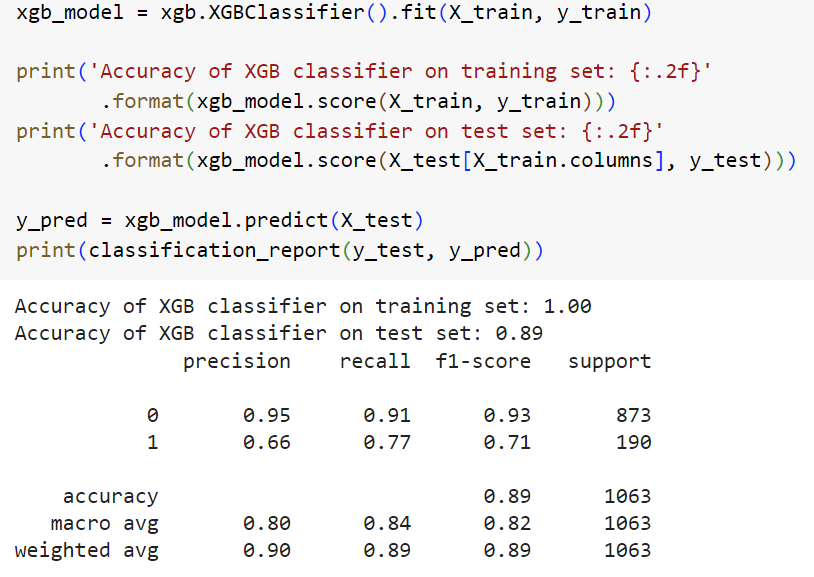 xgb_model = xgb.XGBClassifier().fit(X_train, y_train)
print('Accuracy of XGB classifier on training set: {:.2f}'
.format(xgb_model.score(X_train, y_train)))
print('Accuracy of XGB classifier on test set: {:.2f}'
.format(xgb_model.score(X_test[X_train.columns], y_test)))
y_pred = xgb_model.predict(X_test)
print(classification_report(y_test, y_pred))
Accuracy of XGB classifier on training set: 1.00
Accuracy of XGB classifier on test set: 0.89
precision recall f1-score support
0 0.95 0.91 0.93 873
1 0.66 0.77 0.71 190
accuracy 0.89 1063
macro avg 0.80 0.84 0.82 1063
weighted avg 0.90 0.89 0.89 1063